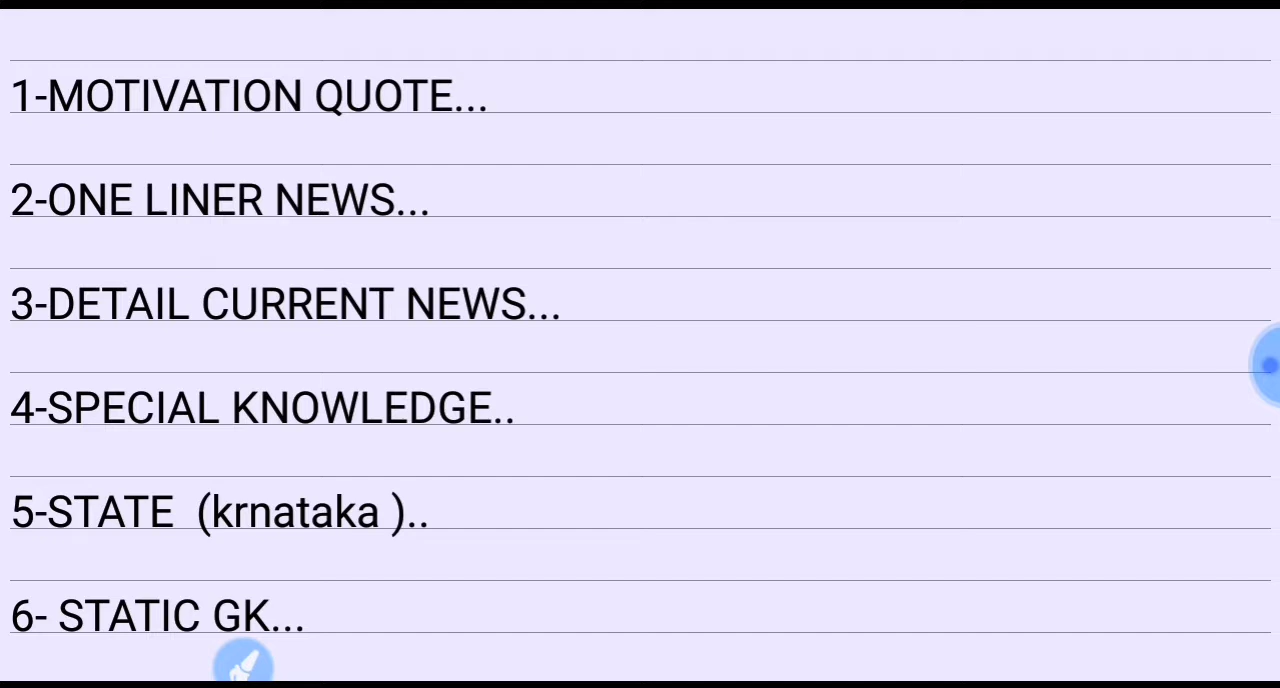 1-MOTIVATION QUOTE...
2-ONE LINER NEWS...
3-DETAIL CURRENT NEWS...
4-SPECIAL KNOWLEDGE..
5-STATE  (krnataka )..
6- STATIC GK...